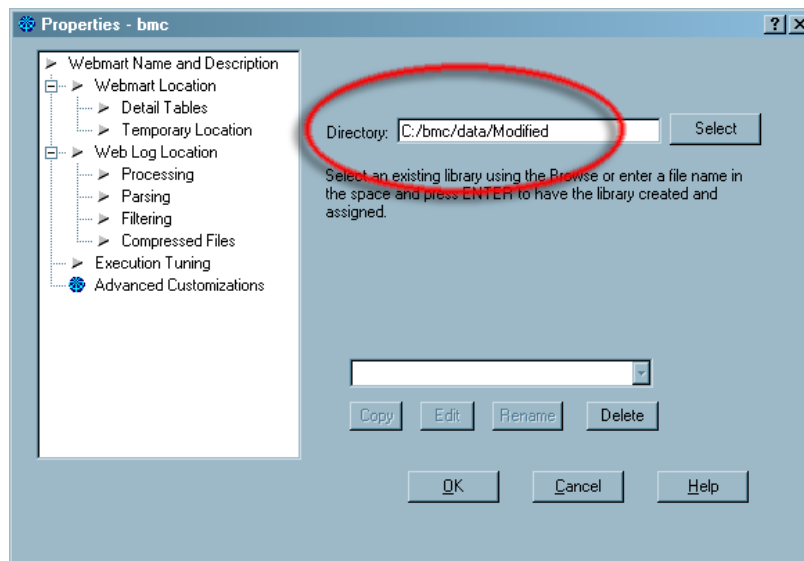 Properties - bmc
Webmart Name and Description
Webmart Location
Detail Tables
Temporary Location
Web Log Location
Processing
Parsing
Filtering
Compressed Files
Execution Tuning
Advanced Customizations
Directory: C:/bmc/data/Modified Select
Select an existing library using the Browse or enter a file name in
the space and press ENTER to have the library created and
assigned.
Copy Edit Rename Delete
OK Cancel Help